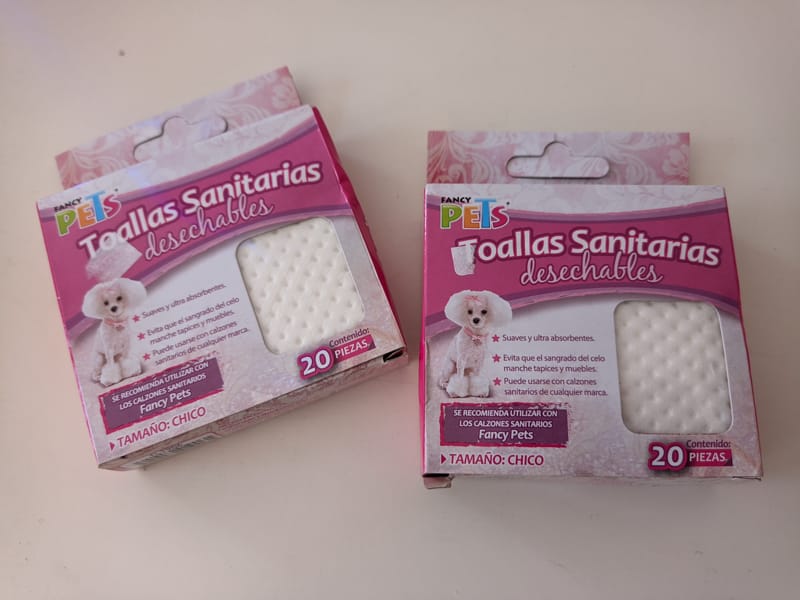 FANCY
PETS
Toallas Sanitarias
desechables
Suaves y ultra absorbentes.
Evita que el sangrado del celo
manche tapices y muebles.
Puede usarse con calzones
sanitarios de cualquier marca.
SE RECOMIENDA UTILIZAR CON
LOS CALZONES SANITARIOS
Fancy Pets
TAMAÑO: CHICO
Contenido:
20 PIEZAS.
FANCY
PETS
Toallas Sanitarias
desechables
Suaves y ultra absorbentes.
Evita que el sangrado del celo
manche tapices y muebles.
Puede usarse con calzones
sanitarios de cualquier marca.
SE RECOMIENDA UTILIZAR CON
LOS CALZONES SANITARIOS
Fancy Pets
TAMAÑO: CHICO
Contenido:
20 PIEZAS.